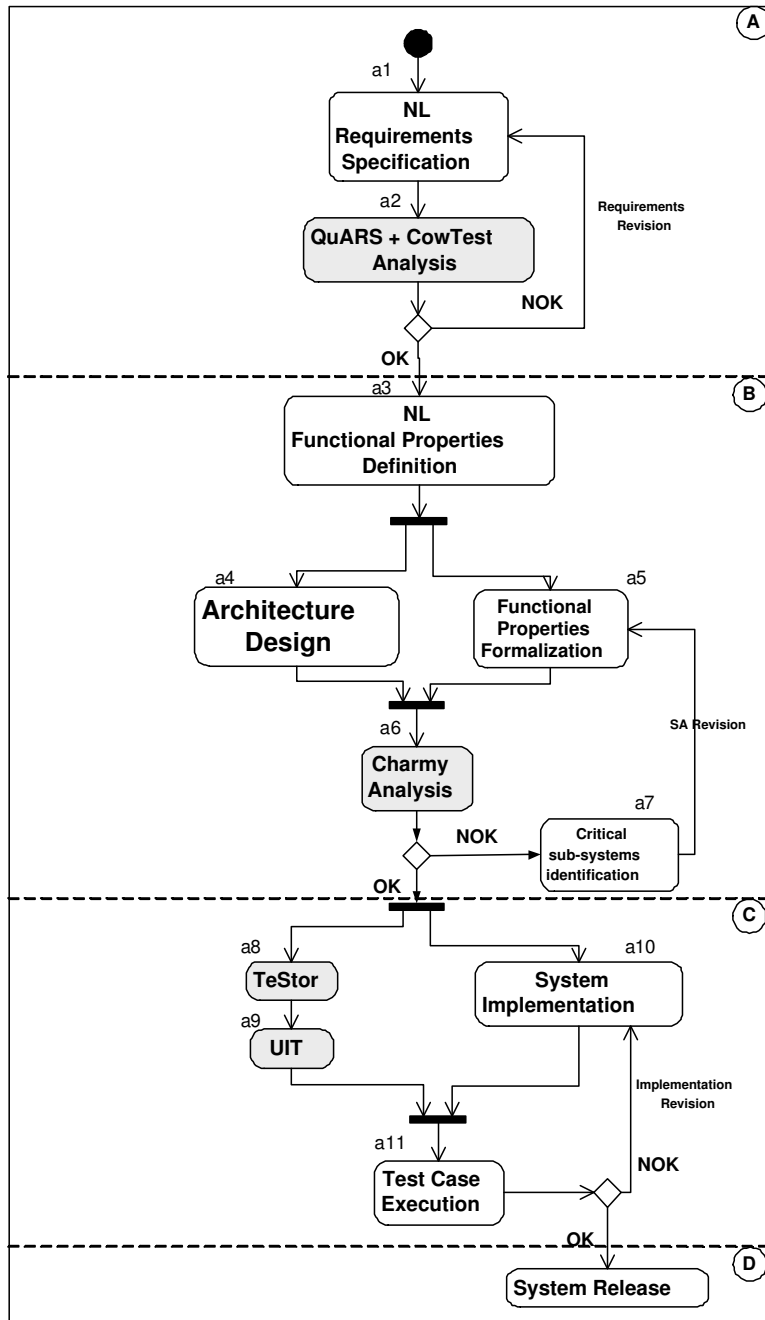 A
a1
NL
Requirements
Specification
a2
Requirements
Revision
QuARS + CowTest
Analysis
NOK
OK
B
a3
NL
Functional Properties
Definition
a4
a5
Architecture
Design
Functional
Properties
Formalization
SA Revision
a6
Charmy
Analysis
a7
NOK
Critical
sub-systems
identification
OK
C
a8
a10
TeStor
System
Implementation
a9
UIT
Implementation
Revision
a11
NOK
Test Case
Execution
OK
D
System Release